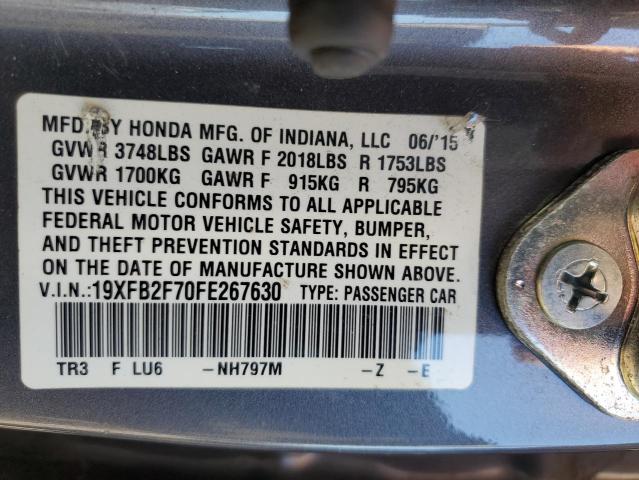 MFD. BY HONDA MFG. OF INDIANA, LLC 06/'15
GVWR 3748LBS GAWR F 2018LBS R 1753LBS
GVWR 1700KG GAWR F 915KG R 795KG
THIS VEHICLE CONFORMS TO ALL APPLICABLE
FEDERAL MOTOR VEHICLE SAFETY, BUMPER,
AND THEFT PREVENTION STANDARDS IN EFFECT
ON THE DATE OF MANUFACTURE SHOWN ABOVE.
V.I.N.:19XFB2F70FE267630 TYPE: PASSENGER CAR
TR3 F LU6 -NH797M -Z -E